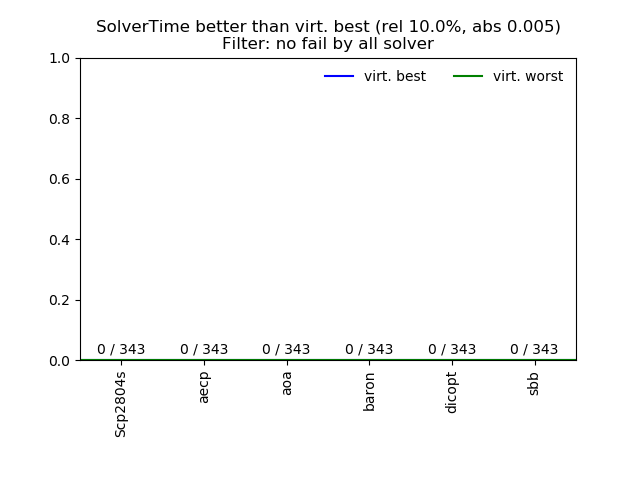 SolverTime better than virt. best (rel 10.0%, abs 0.005)
Filter: no fail by all solver
virt. best virt. worst
1.0
0.8
0.6
0.4
0.2
0.0
0 / 343 0 / 343 0 / 343 0 / 343 0 / 343 0 / 343
Scp2804s
aecp
aoa
baron
dicopt
sbb